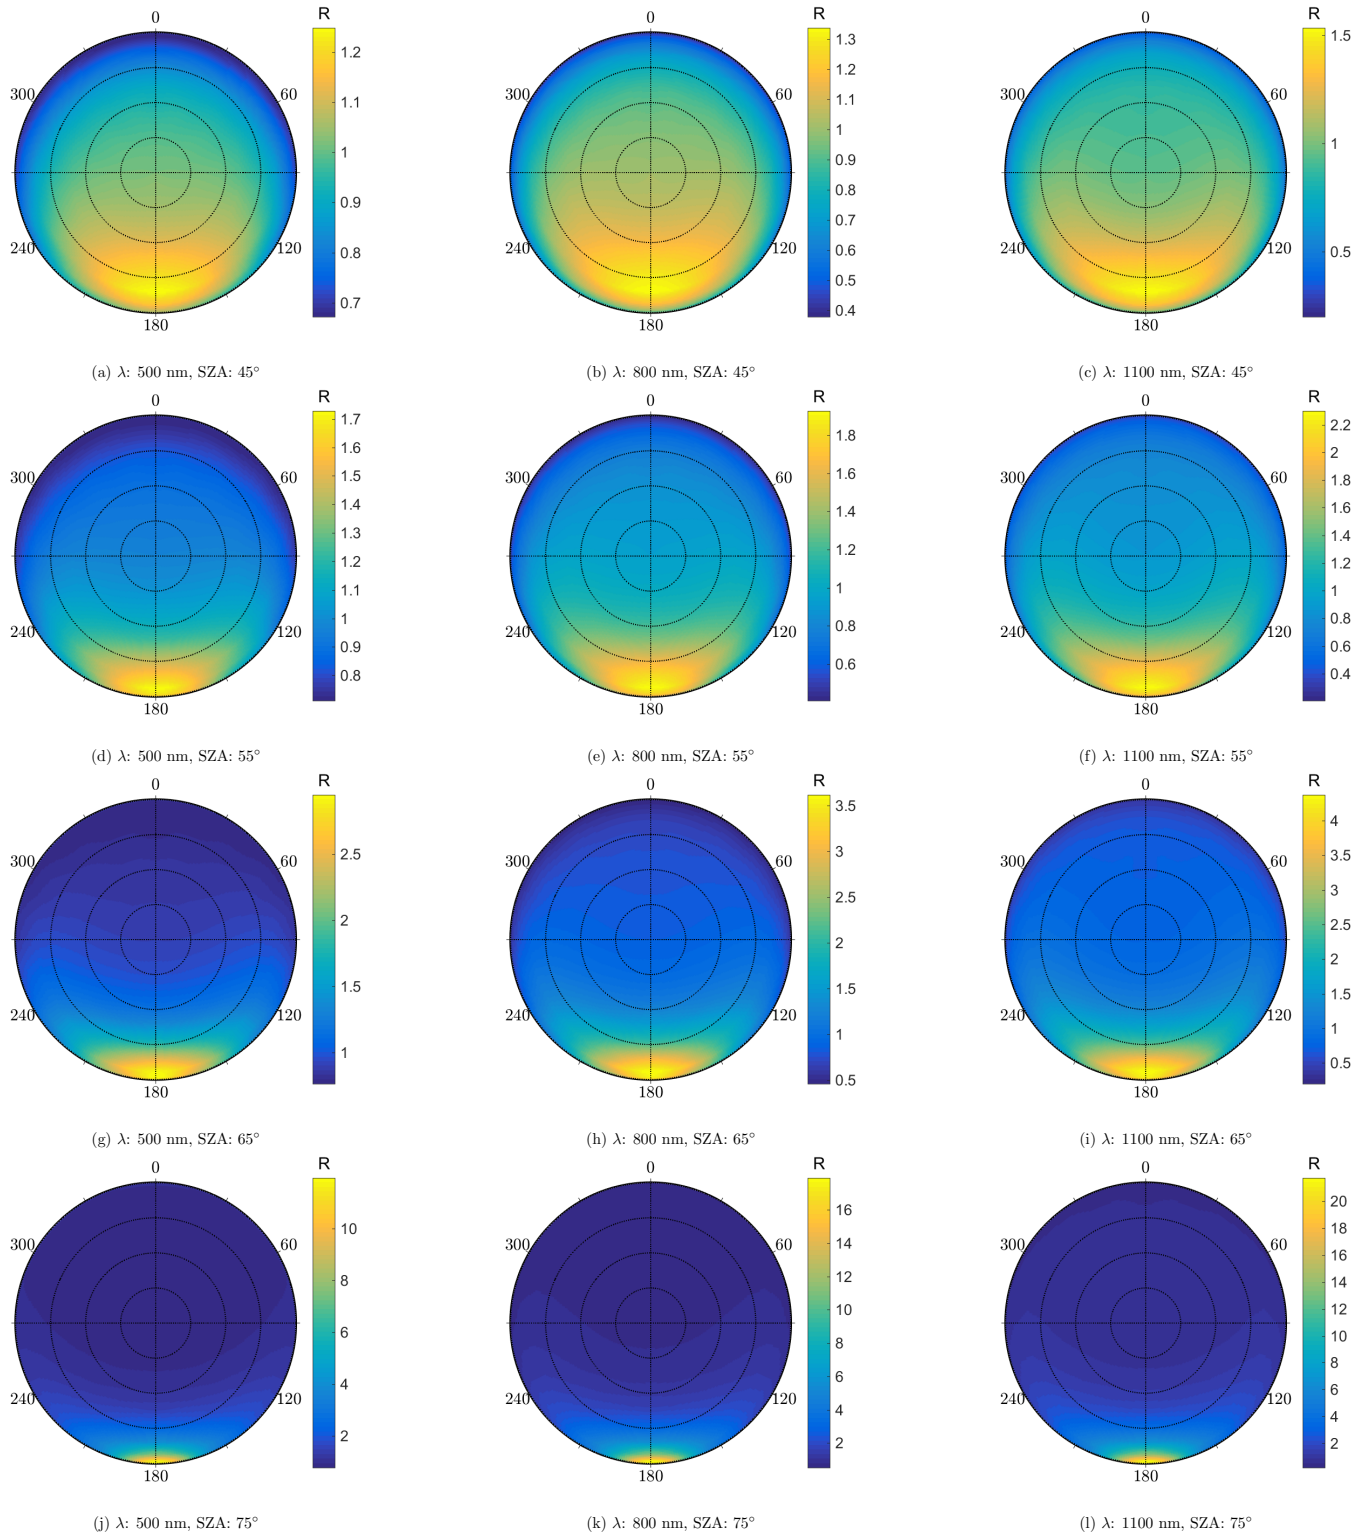 0 R 0 R 0 R
1.2 1.3 1.5
300 60 1.1 300 60 1.2 300 60
1.1
1 1 1
0.9 0.9
0.8
240 120 0.8 240 120 0.7 240 120
0.6 0.5
0.7 0.5
180 180 0.4 180
(a) λ: 500 nm, SZA: 45° (b) λ: 800 nm, SZA: 45° (c) λ: 1100 nm, SZA: 45°
0 R 0 R 0 R
1.7 1.8 2.2
1.6 2
300 60 1.5 300 60 1.6 300 60 1.8
1.4 1.4 1.6
1.3 1.4
1.2 1.2 1.2
1.1 1
1 1 0.8
240 120 0.9 240 120 0.8 240 120 0.6
0.8 0.6 0.4
180 180 180
(d) λ: 500 nm, SZA: 55° (e) λ: 800 nm, SZA: 55° (f) λ: 1100 nm, SZA: 55°
0 R 0 R 0 R
3.5 4
300 60 2.5 300 60 3 300 60 3.5
2.5 3
2 2 2.5
1.5 2
240 120 1.5 240 120 1 240 120 1.5
1 0.5 1
0.5
180 180 180
(g) λ: 500 nm, SZA: 65° (h) λ: 800 nm, SZA: 65° (i) λ: 1100 nm, SZA: 65°
0 R 0 R 0 R
10 16 20
300 60 8 300 60 14 300 60 18
12 16
14
6 10 12
8 10
4 6 8
240 120 240 120 4 240 120 6
2 2 4
2
180 180 180
(j) λ: 500 nm, SZA: 75° (k) λ: 800 nm, SZA: 75° (l) λ: 1100 nm, SZA: 75°